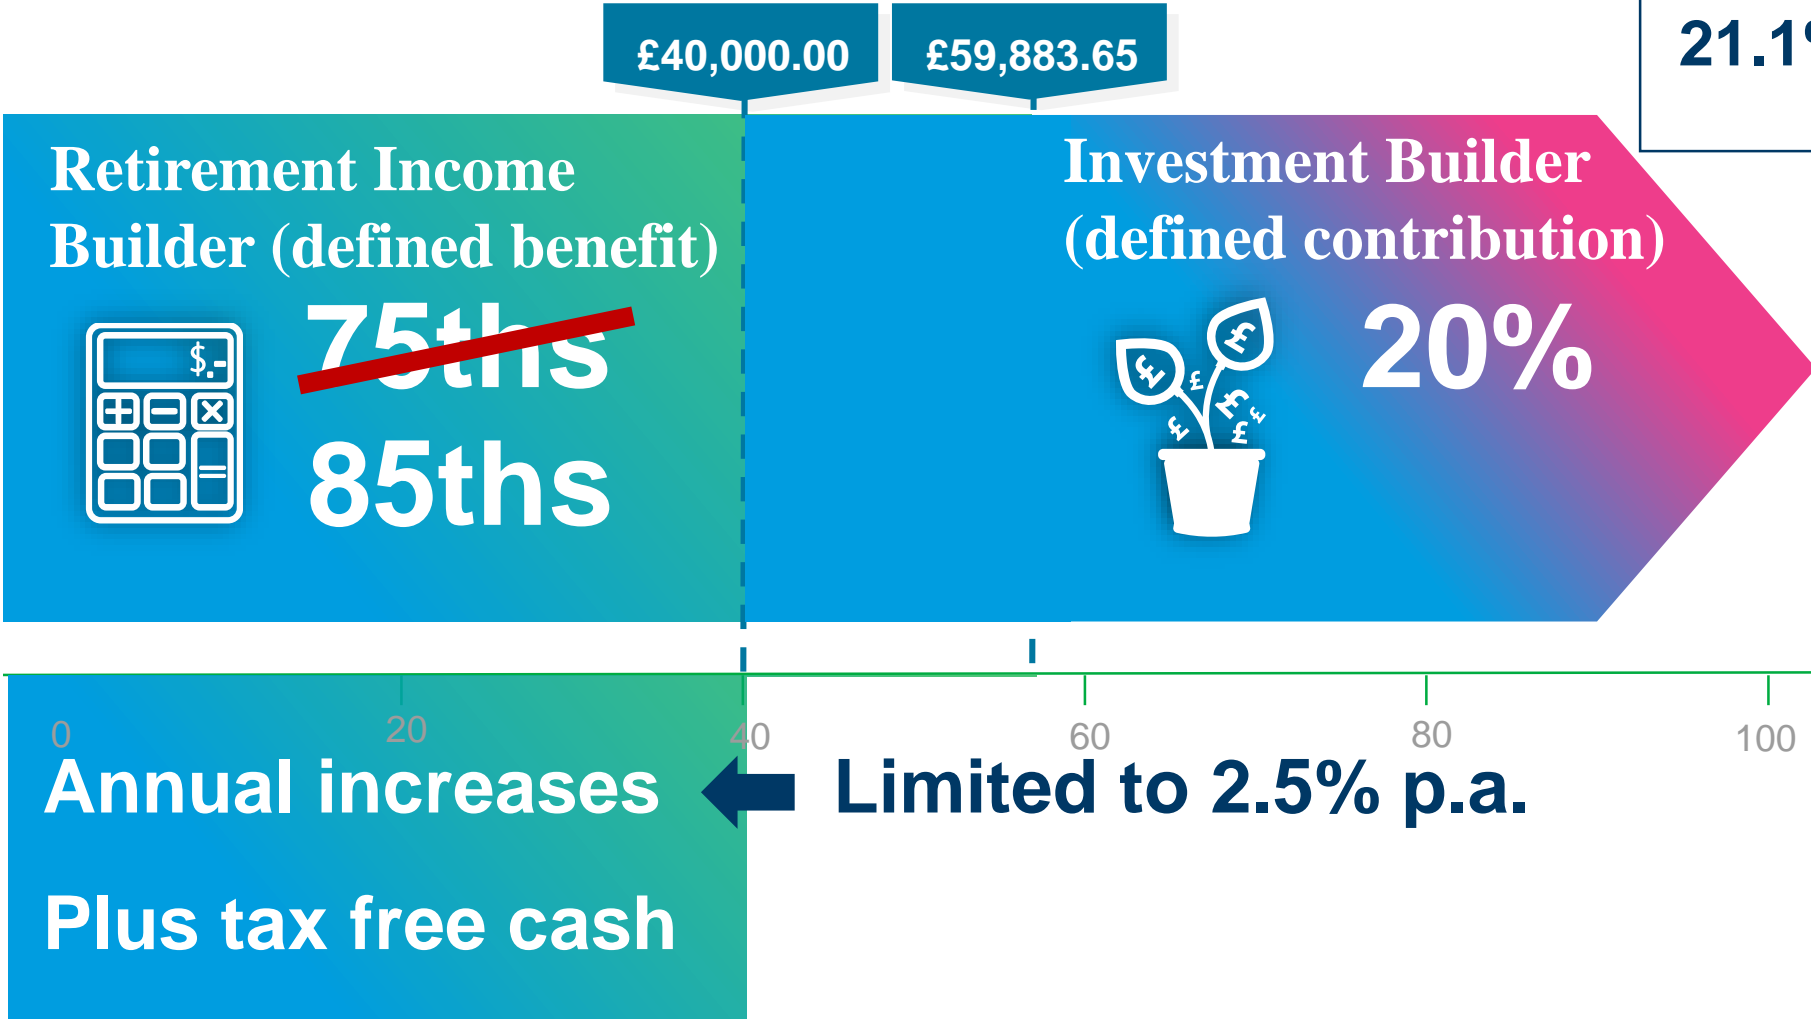 £40,000.00
£59,883.65
21.1%
Retirement Income
Builder (defined benefit)
75ths
85ths
$.-
Investment Builder
(defined contribution)
20%
0
20
40
60
80
100
Annual increases
Limited to 2.5% p.a.
Plus tax free cash